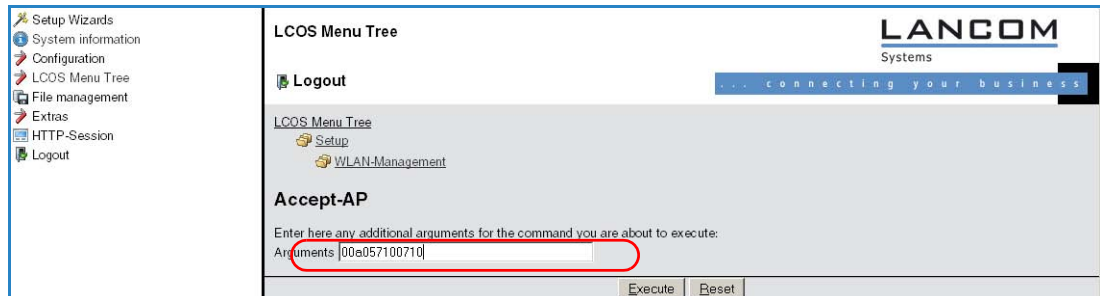 Setup Wizards
System information
Configuration
LCOS Menu Tree
File management
Extras
HTTP-Session
Logout
LCOS Menu Tree
LANCOM
Systems
Logout
... connecting your business
LCOS Menu Tree
Setup
WLAN-Management
Accept-AP
Enter here any additional arguments for the command you are about to execute:
Arguments 00a057100710
Execute Reset